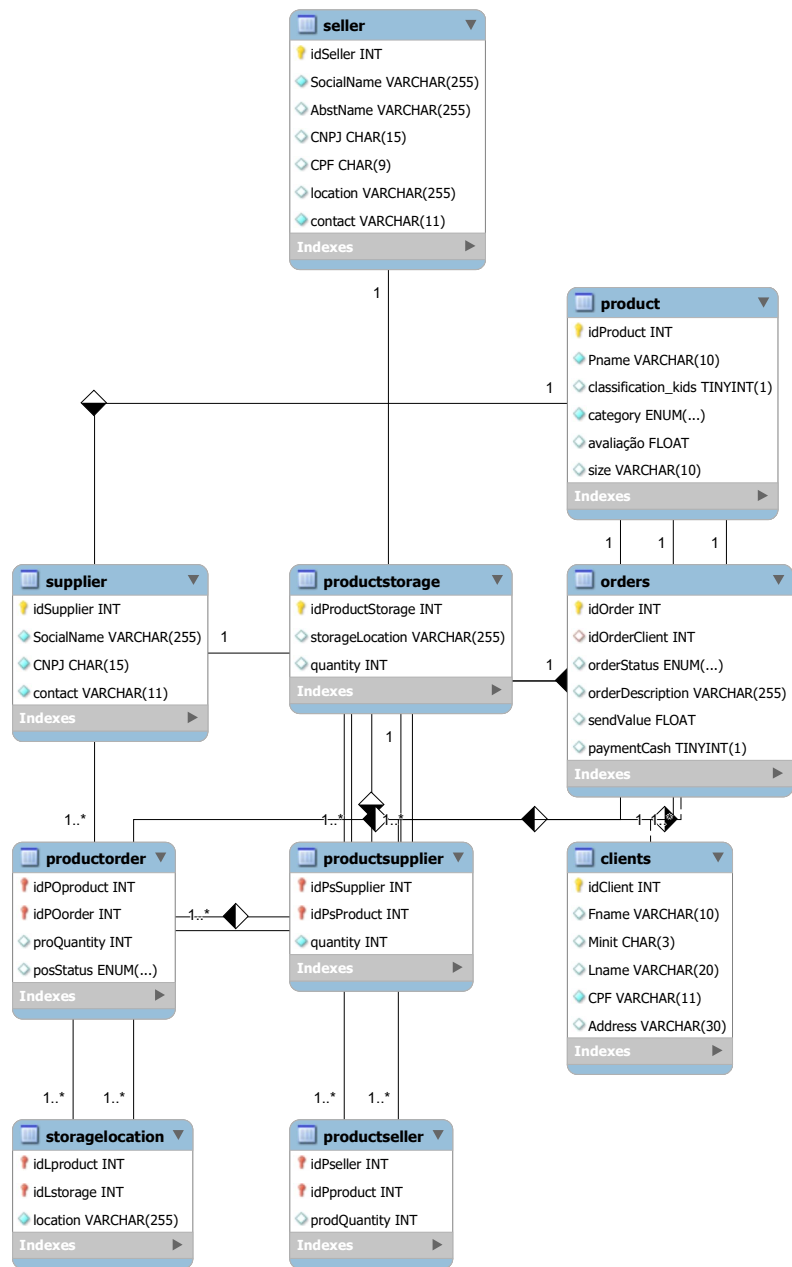 seller
idSeller INT
SocialName VARCHAR(255)
AbstName VARCHAR(255)
CNPJ CHAR(15)
CPF CHAR(9)
location VARCHAR(255)
contact VARCHAR(11)
Indexes
1
product
idProduct INT
Pname VARCHAR(10)
classification_kids TINYINT(1)
category ENUM(...)
avaliação FLOAT
size VARCHAR(10)
Indexes
1
1
1
1
supplier
idSupplier INT
SocialName VARCHAR(255)
CNPJ CHAR(15)
contact VARCHAR(11)
Indexes
1
productstorage
idProductStorage INT
storageLocation VARCHAR(255)
quantity INT
Indexes
1
1
orders
idOrder INT
idOrderClient INT
orderStatus ENUM(...)
orderDescription VARCHAR(255)
sendValue FLOAT
paymentCash TINYINT(1)
Indexes
1..*
1..*
1..*
1..*
1
productorder
idPOproduct INT
idPOorder INT
proQuantity INT
posStatus ENUM(...)
Indexes
1..*
productsupplier
idPsSupplier INT
idPsProduct INT
quantity INT
Indexes
clients
idClient INT
Fname VARCHAR(10)
Minit CHAR(3)
Lname VARCHAR(20)
CPF VARCHAR(11)
Address VARCHAR(30)
Indexes
1..*
1..*
1..*
1..*
storagelocation
idLproduct INT
idLstorage INT
location VARCHAR(255)
Indexes
productseller
idPseller INT
idPproduct INT
prodQuantity INT
Indexes